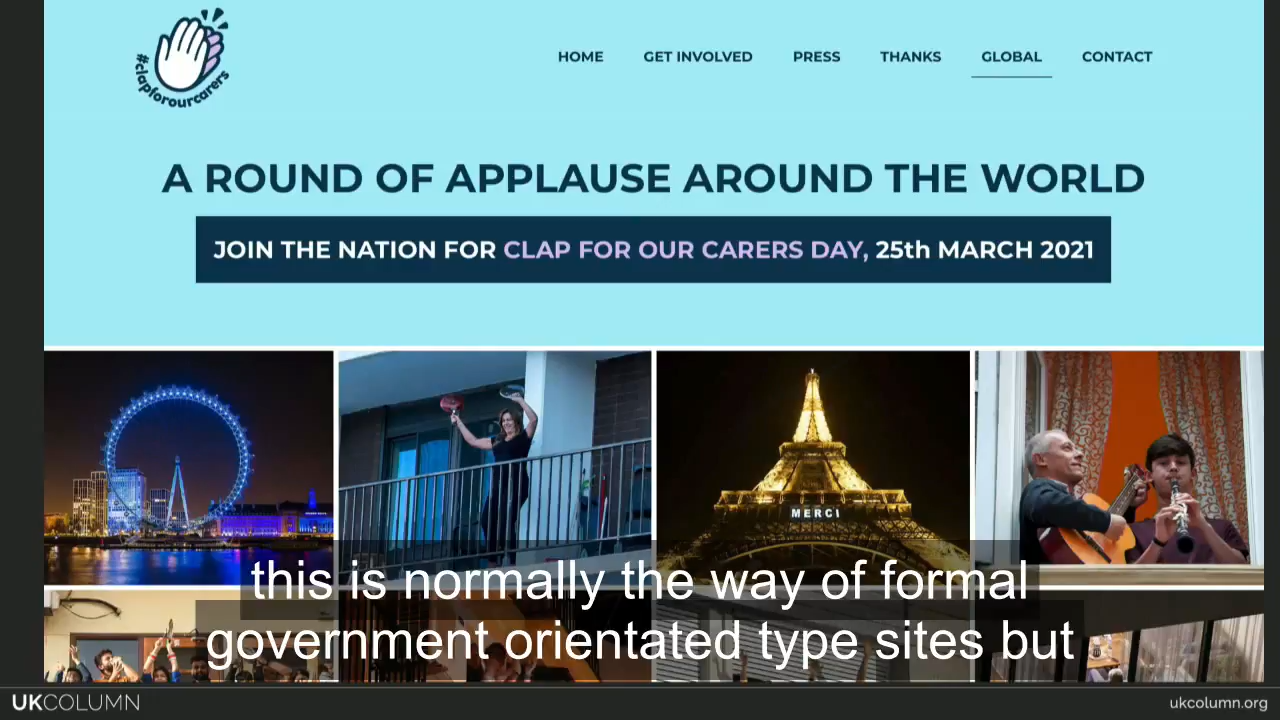 #clapforourcarers
HOME GET INVOLVED PRESS THANKS GLOBAL CONTACT
A ROUND OF APPLAUSE AROUND THE WORLD
JOIN THE NATION FOR CLAP FOR OUR CARERS DAY, 25th MARCH 2021
MERCI
this is normally the way of formal
government orientated type sites but
UKCOLUMN
ukcolumn.org